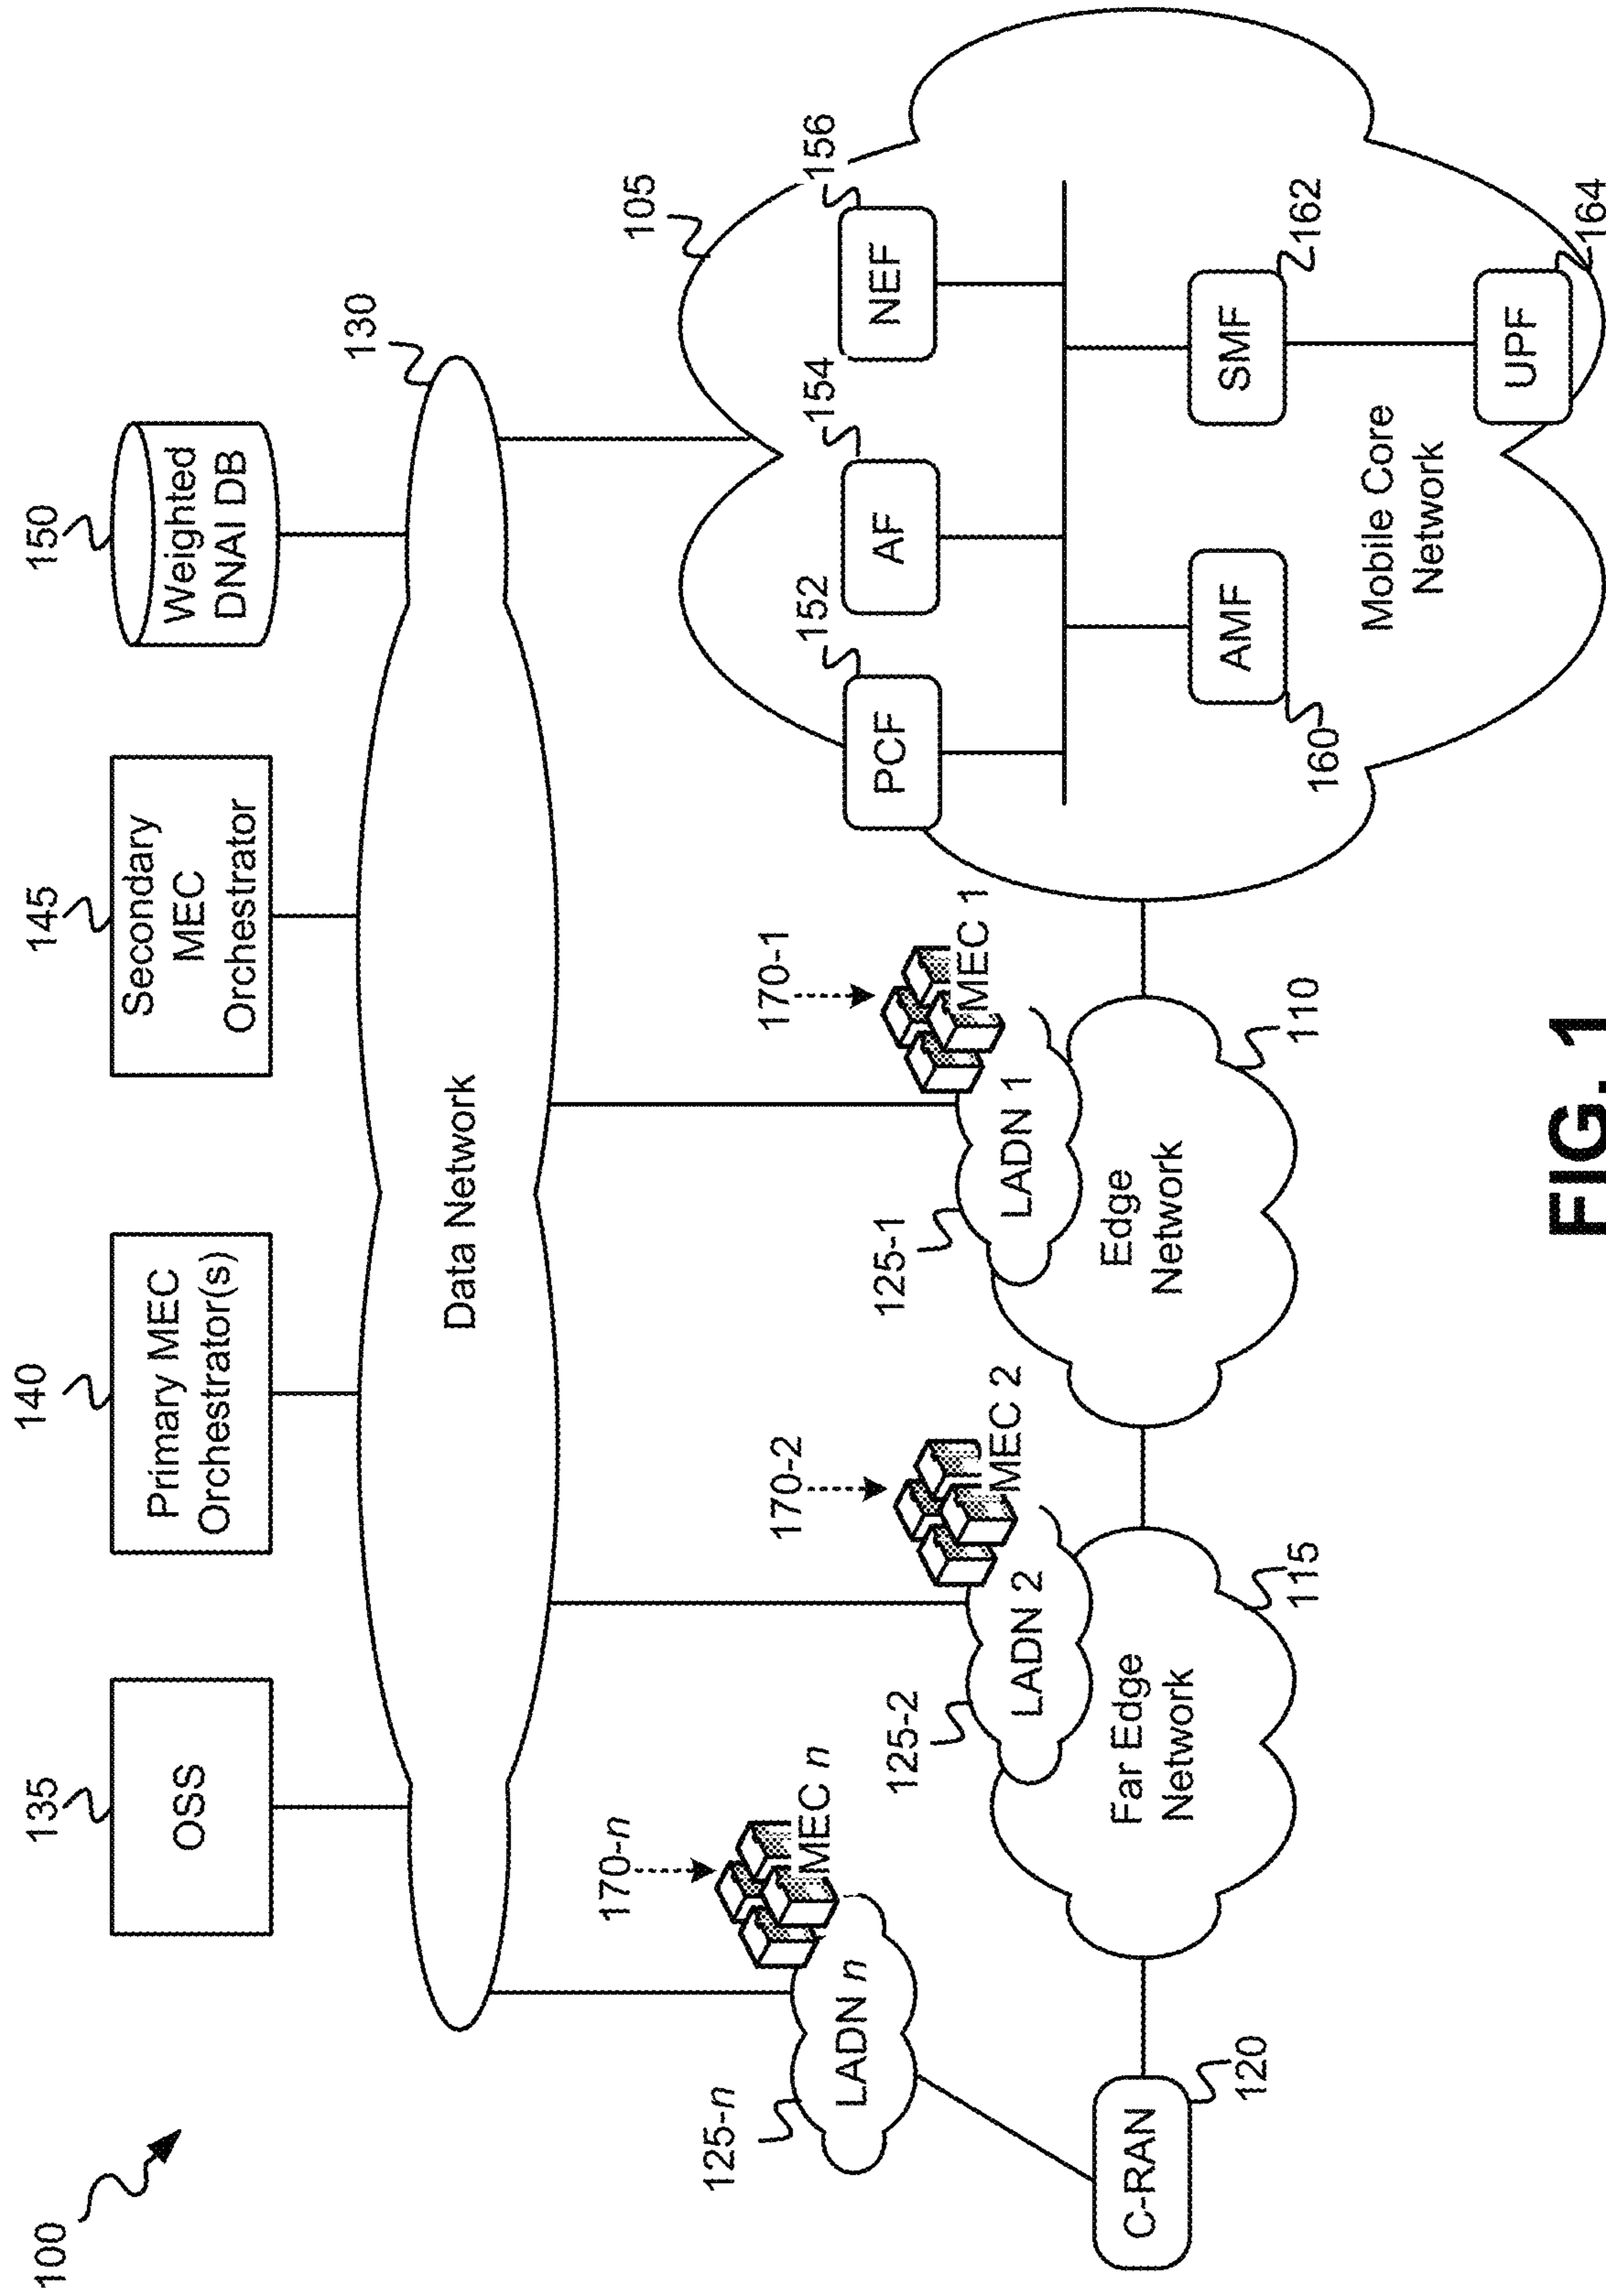 100
135
140
145
150
OSS
Primary MEC
Orchestrator(s)
Secondary
MEC
Orchestrator
Weighted
DNAI DB
130
Data Network
105
170-n
MEC n
125-n
LADN n
170-2
MEC 2
125-2
LADN 2
170-1
MEC 1
125-1
LADN 1
152
154
156
PCF
AF
NEF
C-RAN
120
Far Edge
Network
115
Edge
Network
110
AMF
160
SMF
162
Mobile Core
Network
UPF
164
FIG. 1